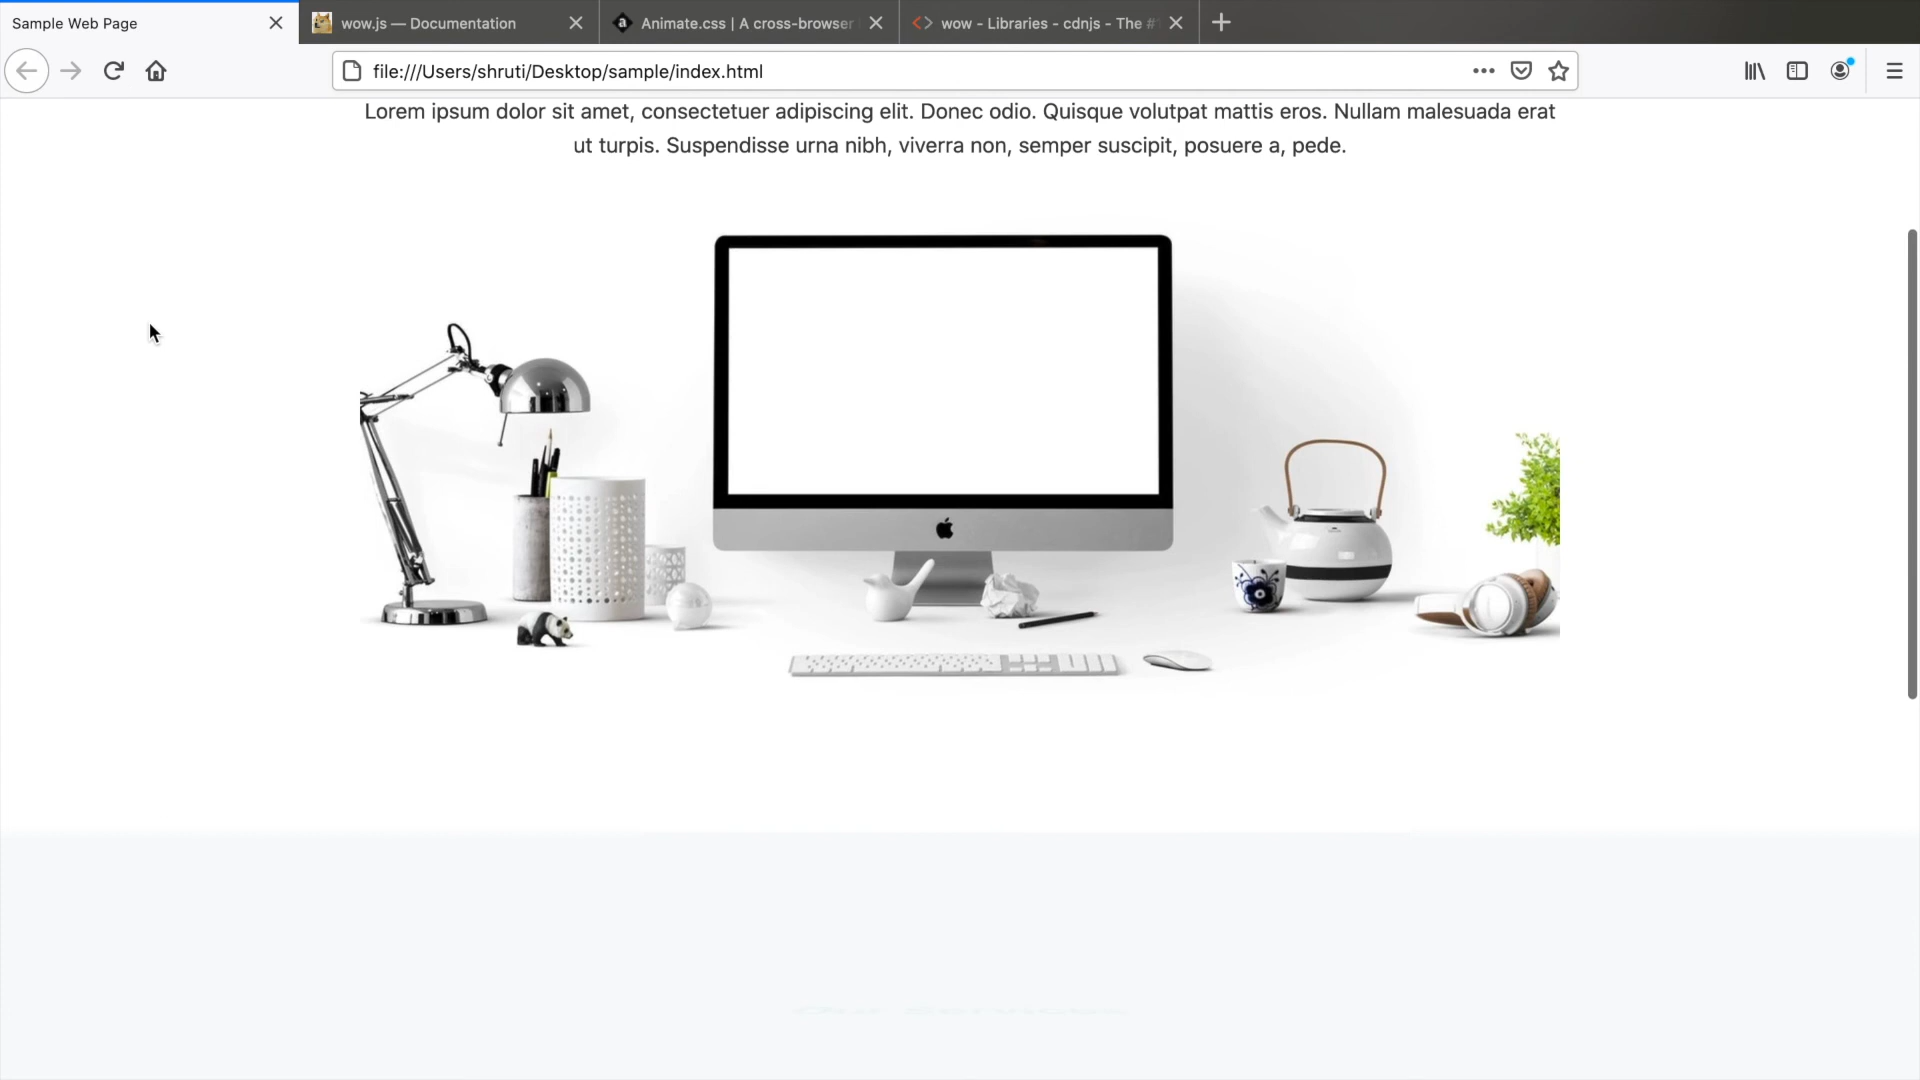 Sample Web Page
wow.js — Documentation
Animate.css | A cross-browser
wow - Libraries - cdnjs - The #
file:///Users/shruti/Desktop/sample/index.html
Lorem ipsum dolor sit amet, consectetuer adipiscing elit. Donec odio. Quisque volutpat mattis eros. Nullam malesuada erat
ut turpis. Suspendisse urna nibh, viverra non, semper suscipit, posuere a, pede.
Our Services